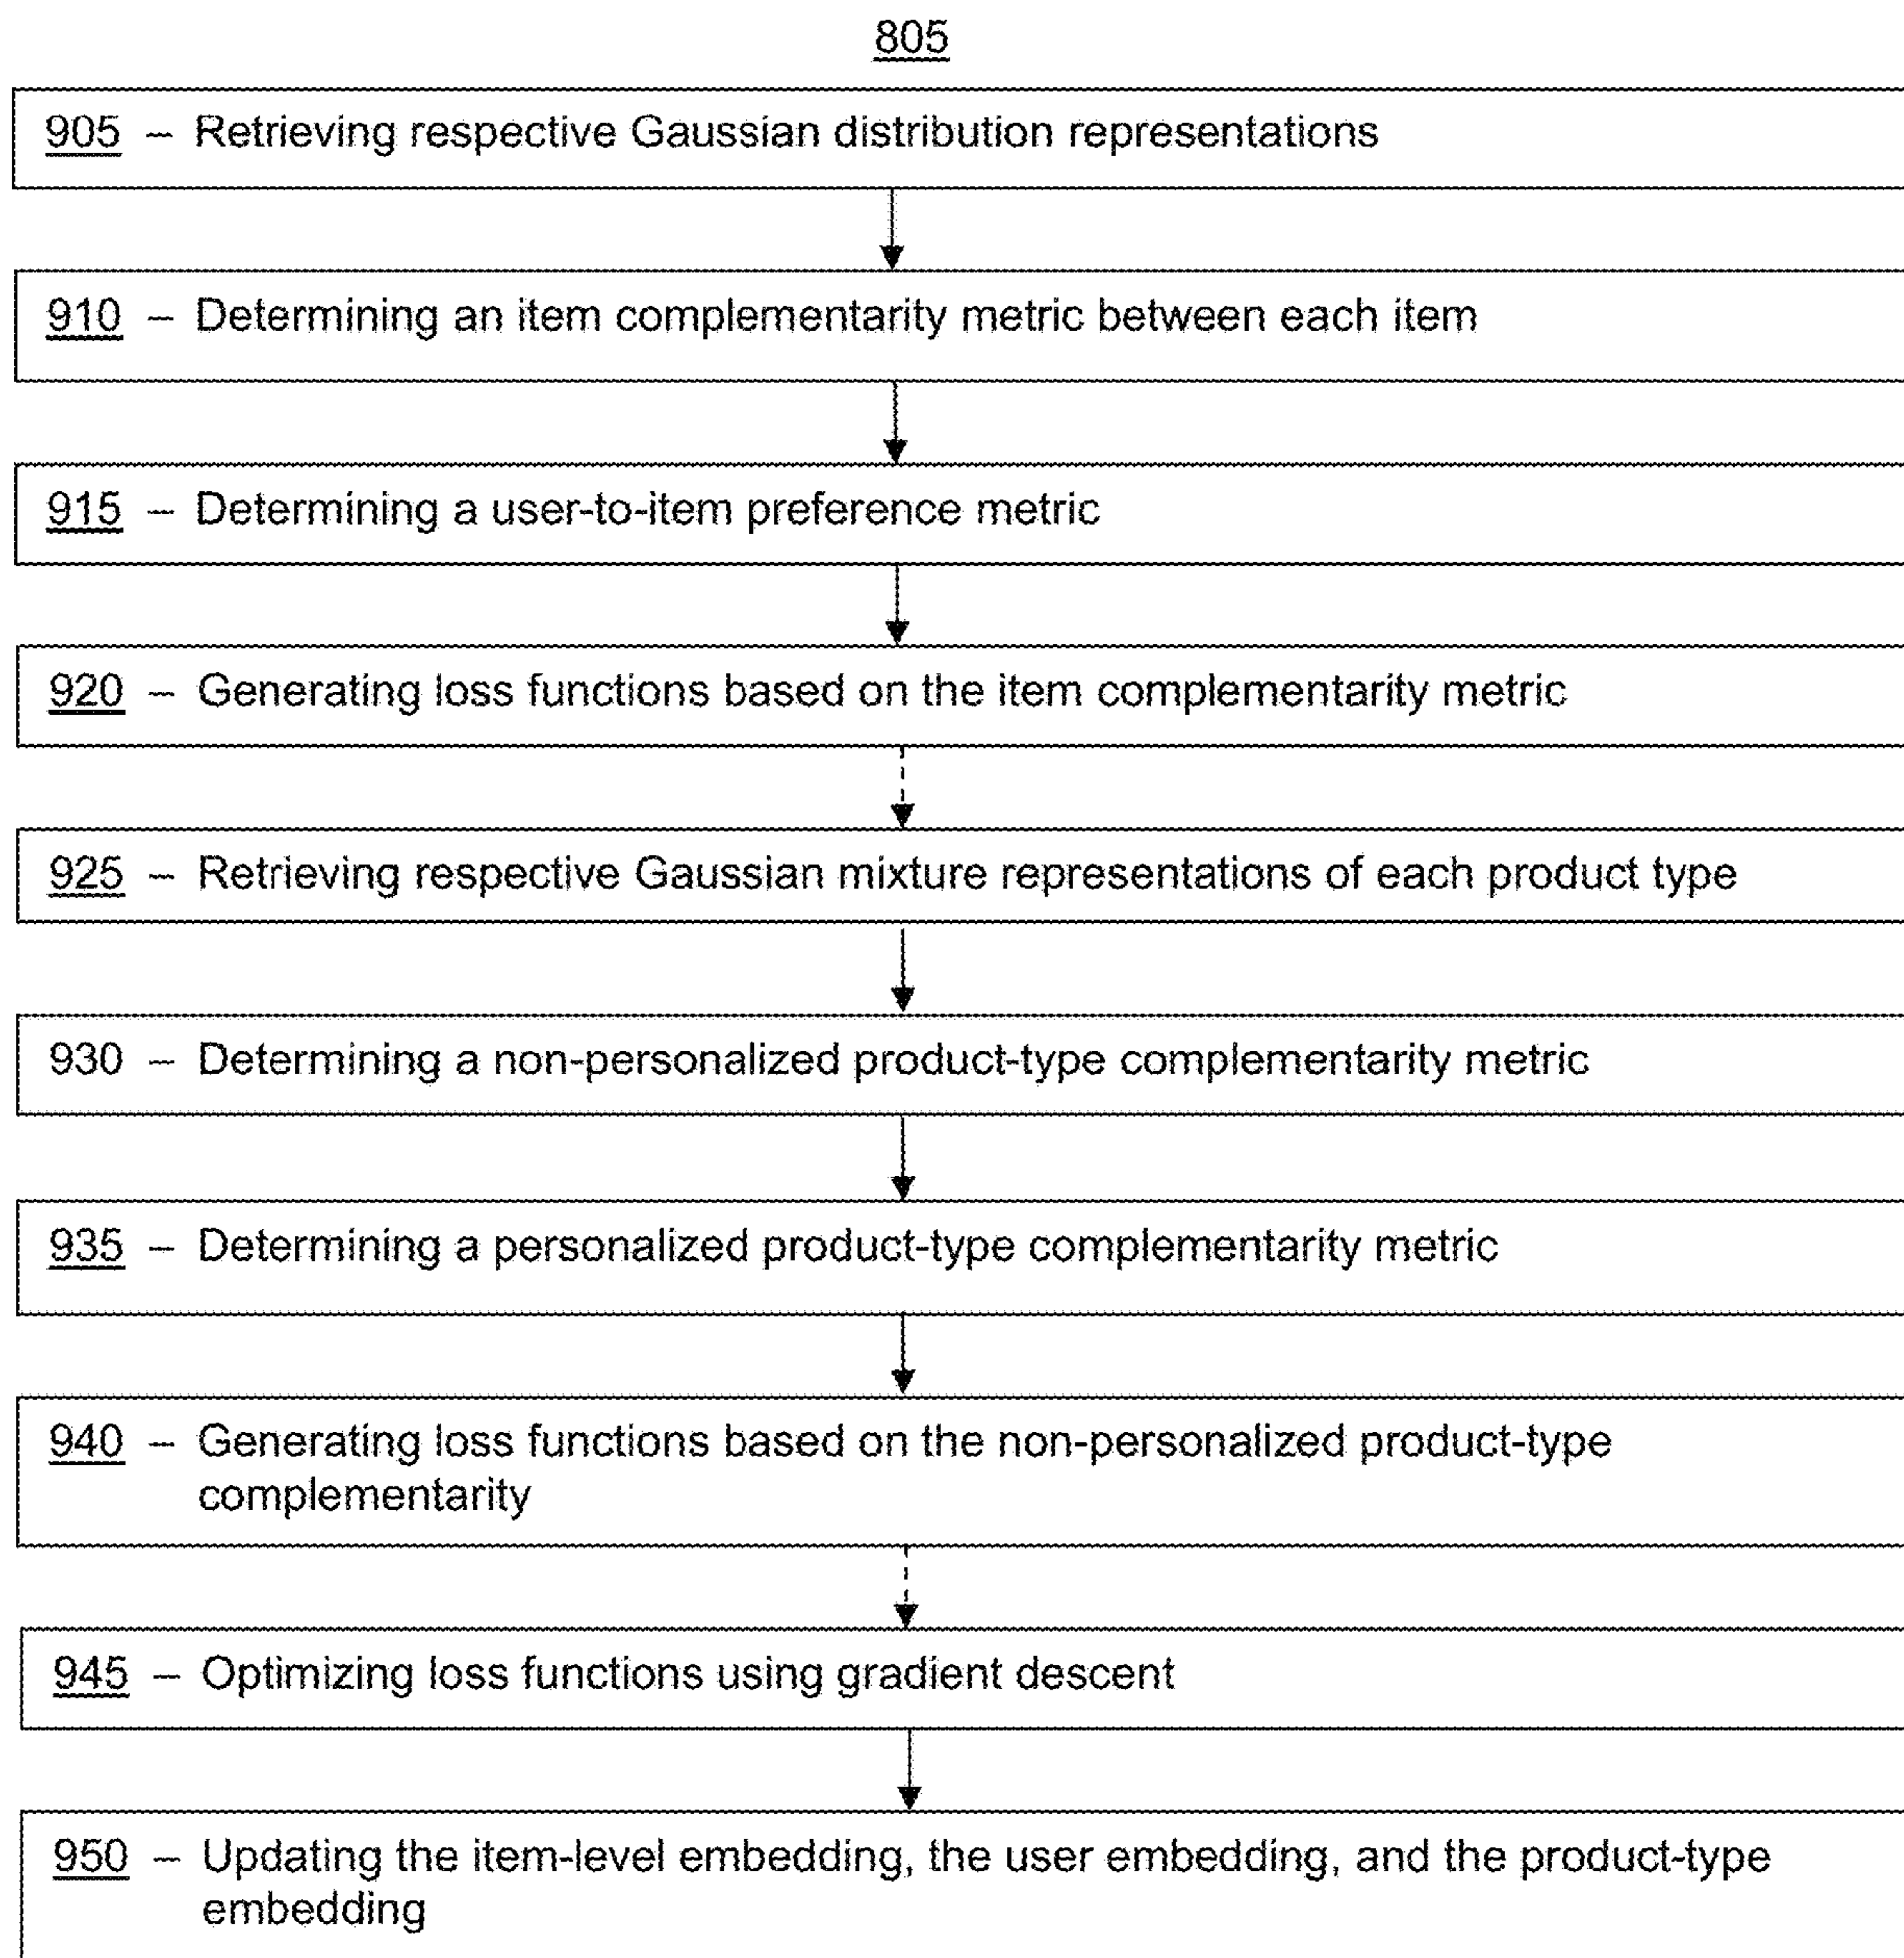 805
905 – Retrieving respective Gaussian distribution representations
910 – Determining an item complementarity metric between each item
915 – Determining a user-to-item preference metric
920 – Generating loss functions based on the item complementarity metric
925 – Retrieving respective Gaussian mixture representations of each product type
930 – Determining a non-personalized product-type complementarity metric
935 – Determining a personalized product-type complementarity metric
940 – Generating loss functions based on the non-personalized product-type
complementarity
945 – Optimizing loss functions using gradient descent
950 – Updating the item-level embedding, the user embedding, and the product-type
embedding